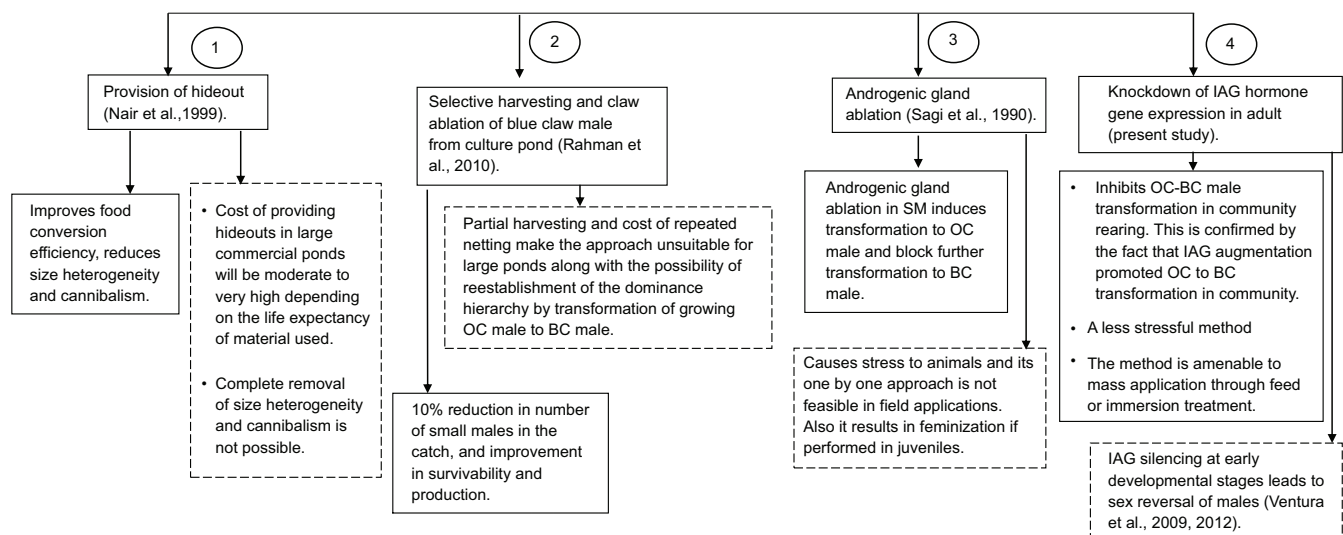 1
Provision of hideout
(Nair et al.,1999).
Improves food
conversion
efficiency, reduces
size heterogeneity
and cannibalism.
• Cost of providing
hideouts in large
commercial ponds
will be moderate to
very high depending
on the life expectancy
of material used.
• Complete removal
of size heterogeneity
and cannibalism is
not possible.
2
Selective harvesting and claw
ablation of blue claw male
from culture pond (Rahman
et al., 2010).
Partial harvesting and cost of repeated
netting make the approach unsuitable for
large ponds along with the possibility of
reestablishment of the dominance
hierarchy by transformation of growing
OC male to BC male.
10% reduction in number
of small males in the
catch, and improvement
in survivability and
production.
3
Androgenic gland
ablation (Sagi et al., 1990).
Androgenic gland
ablation in SM induces
transformation to OC
male and block further
transformation to BC
male.
Causes stress to animals and its
one by one approach is not
feasible in field applications.
Also it results in feminization if
performed in juveniles.
4
Knockdown of IAG hormone
gene expression in adult
(present study).
• Inhibits OC-BC male
transformation in community
rearing. This is confirmed by
the fact that IAG augmentation
promoted OC to BC
transformation in community.
• A less stressful method
• The method is amenable to
mass application through feed
or immersion treatment.
IAG silencing at early
developmental stages leads to
sex reversal of males (Ventura
et al., 2009, 2012).